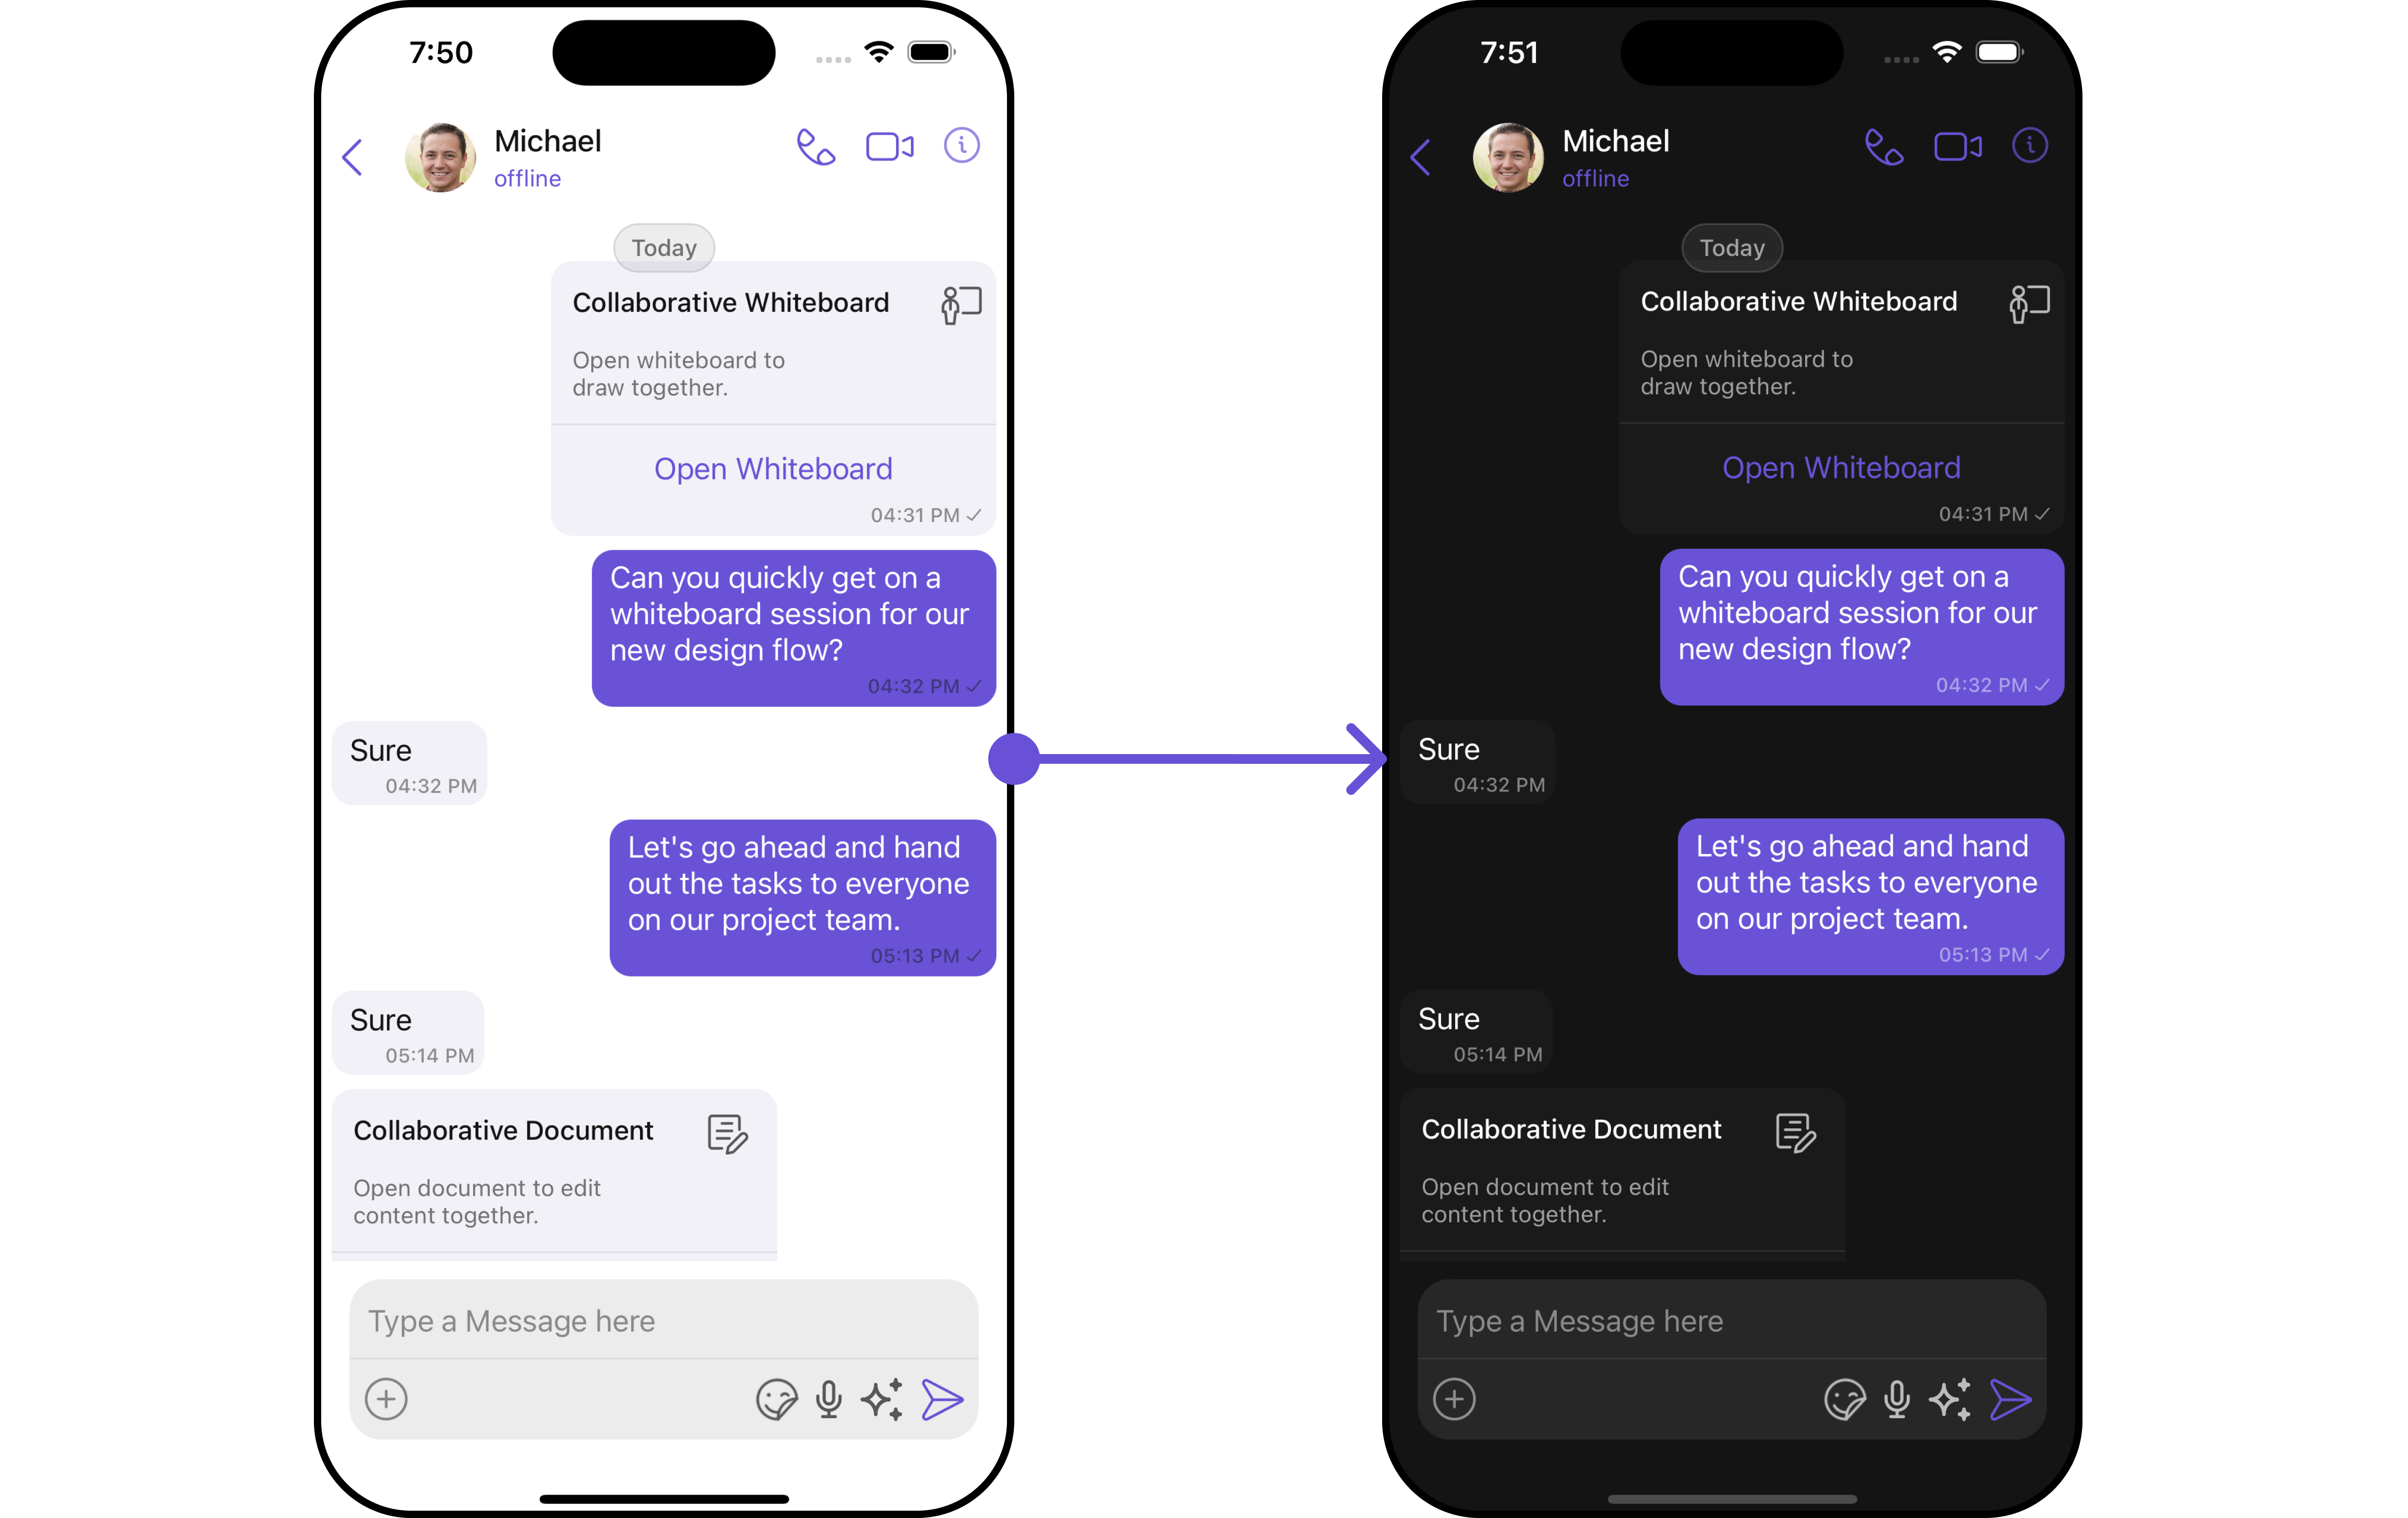 7:50
Michael
offline
Today
Collaborative Whiteboard
Open whiteboard to
draw together.
Open Whiteboard
04:31 PM
Can you quickly get on a
whiteboard session for our
new design flow?
04:32 PM
Sure
04:32 PM
Let's go ahead and hand
out the tasks to everyone
on our project team.
05:13 PM
Sure
05:14 PM
Collaborative Document
Open document to edit
content together.
Type a Message here
7:51
Michael
offline
Today
Collaborative Whiteboard
Open whiteboard to
draw together.
Open Whiteboard
04:31 PM
Can you quickly get on a
whiteboard session for our
new design flow?
04:32 PM
Sure
04:32 PM
Let's go ahead and hand
out the tasks to everyone
on our project team.
05:13 PM
Sure
05:14 PM
Collaborative Document
Open document to edit
content together.
Type a Message here